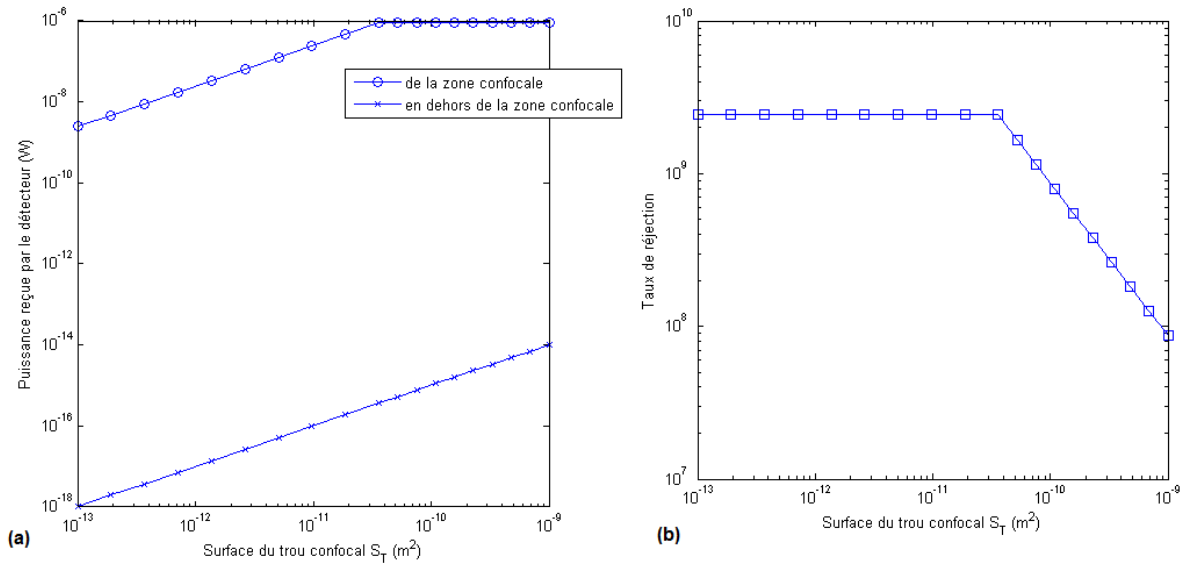 10^-6
10^-8
10^-10
10^-12
10^-14
10^-16
10^-18
Puissance reçue par le détecteur (W)
de la zone confocale
en dehors de la zone confocale
10^-13
10^-12
10^-11
10^-10
10^-9
Surface du trou confocal S_T (m^2)
(a)
10^10
10^9
10^8
10^7
Taux de réjection
10^-13
10^-12
10^-11
10^-10
10^-9
Surface du trou confocal S_T (m^2)
(b)